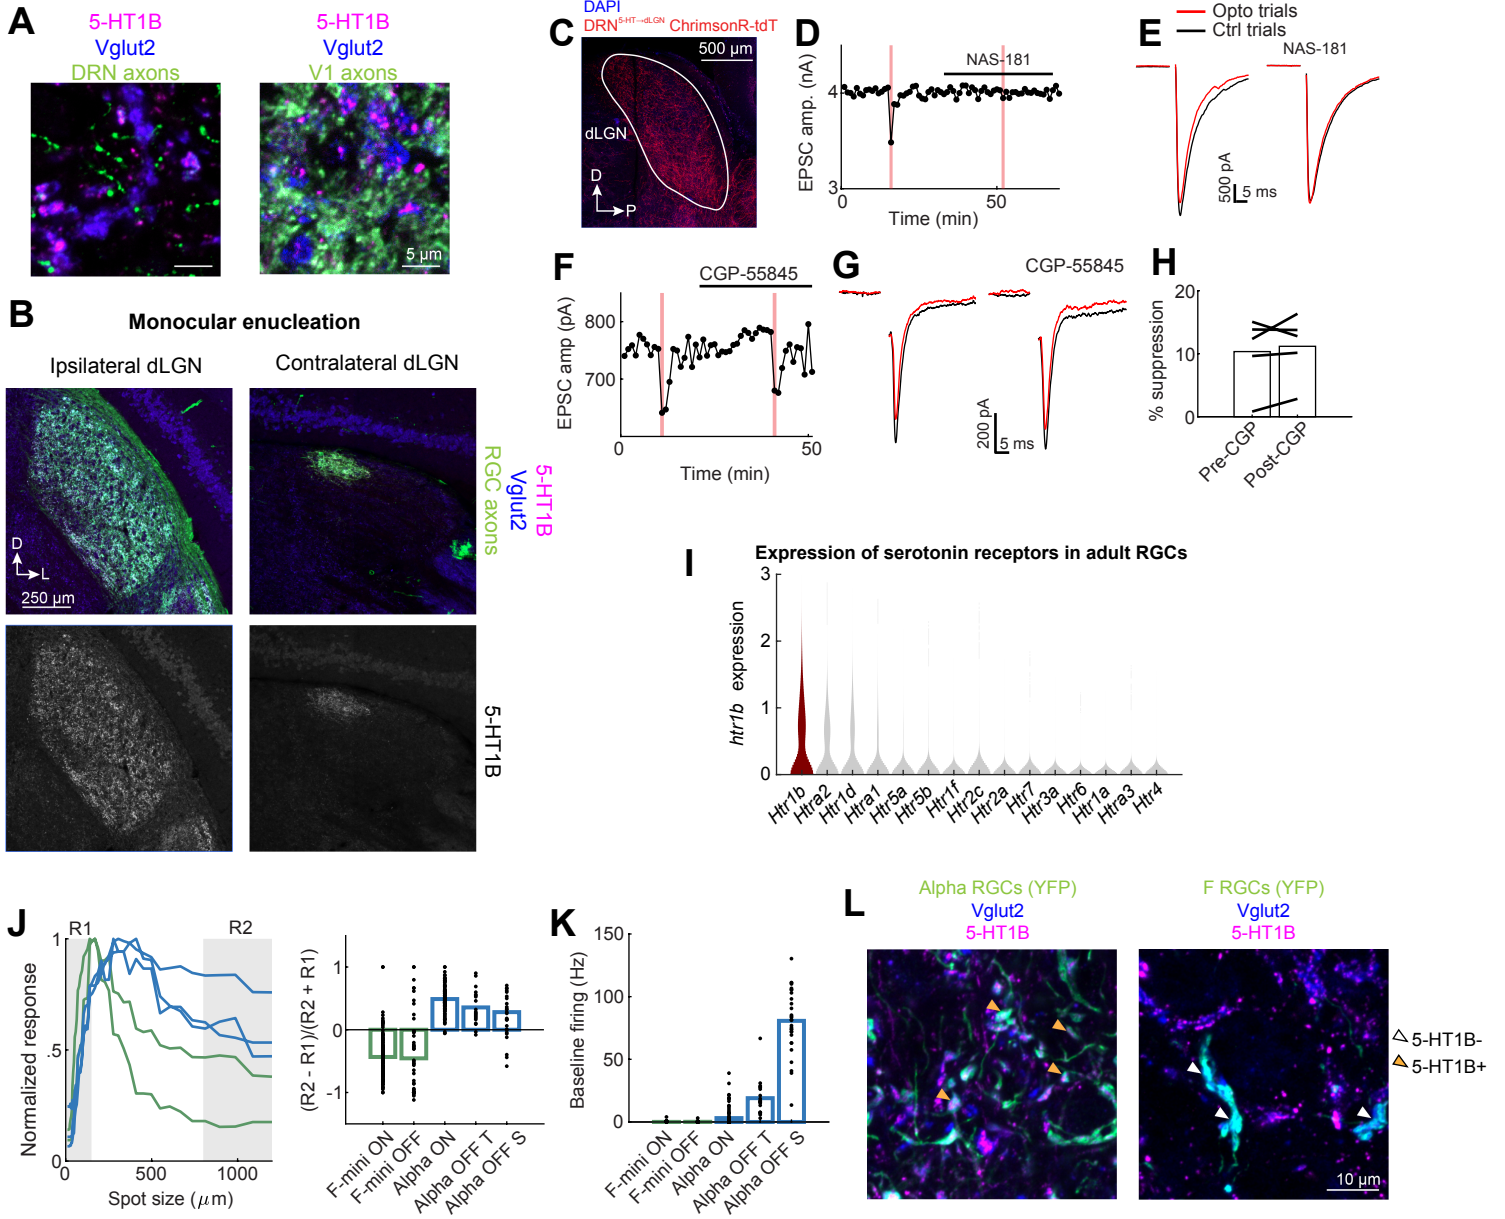 A
5-HT1B
Vglut2
DRN axons
5-HT1B
Vglut2
V1 axons
5 µm
B
Monocular enucleation
Ipsilateral dLGN
Contralateral dLGN
D
L
250 µm
5-HT1B
Vglut2
RGC axons
5-HT1B
C
DAPI
DRN5-HT→dLGN ChrimsonR-tdT
500 µm
dLGN
D
P
D
EPSC amp. (nA)
4
3
NAS-181
0
50
Time (min)
E
Opto trials
Ctrl trials
NAS-181
500 pA
5 ms
F
CGP-55845
EPSC amp (pA)
800
700
0
50
Time (min)
G
CGP-55845
200 pA
5 ms
H
% suppression
20
10
0
Pre-CGP
Post-CGP
I
Expression of serotonin receptors in adult RGCs
htr1b expression
3
2
1
0
Htr1b
Htra2
Htr1d
Htra1
Htr5a
Htr5b
Htr1f
Htr2c
Htr2a
Htr7
Htr3a
Htr6
Htr1a
Htra3
Htr4
J
R1
R2
Normalized response
1
.5
0
0
500
1000
Spot size (µm)
(R2 - R1)/(R2 + R1)
1
0
-1
F-mini ON
F-mini OFF
Alpha ON
Alpha OFF T
Alpha OFF S
K
Baseline firing (Hz)
150
100
50
0
F-mini ON
F-mini OFF
Alpha ON
Alpha OFF T
Alpha OFF S
L
Alpha RGCs (YFP)
Vglut2
5-HT1B
F RGCs (YFP)
Vglut2
5-HT1B
10 µm
5-HT1B-
5-HT1B+